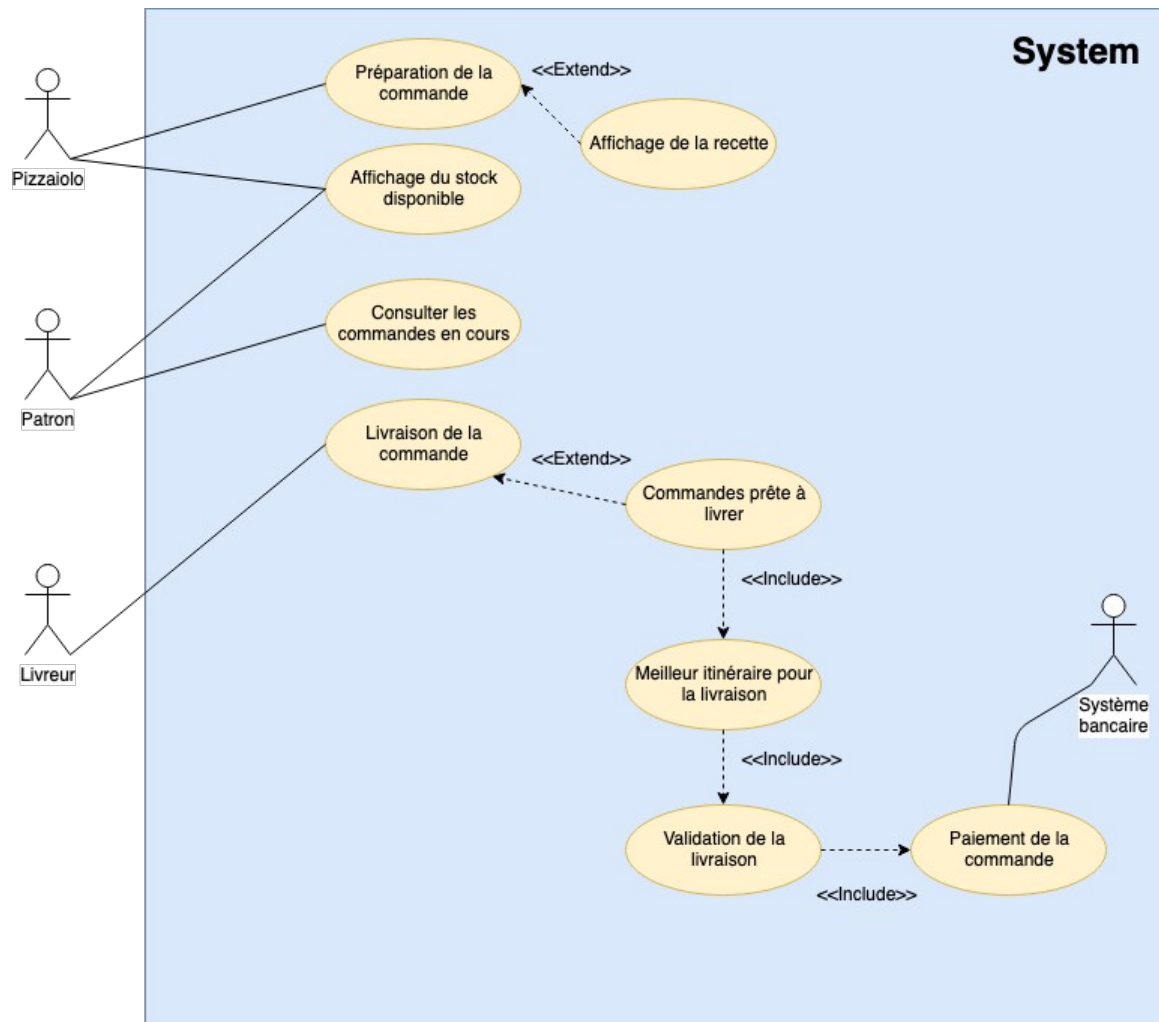 System
Préparation de la
commande
<<Extend>>
Affichage de la recette
Pizzaiolo
Affichage du stock
disponible
Consulter les
commandes en cours
Patron
Livraison de la
commande
<<Extend>>
Commandes prête à
livrer
<<Include>>
Livreur
Meilleur itinéraire pour
la livraison
Système
bancaire
<<Include>>
Validation de la
livraison
Paiement de la
commande
<<Include>>